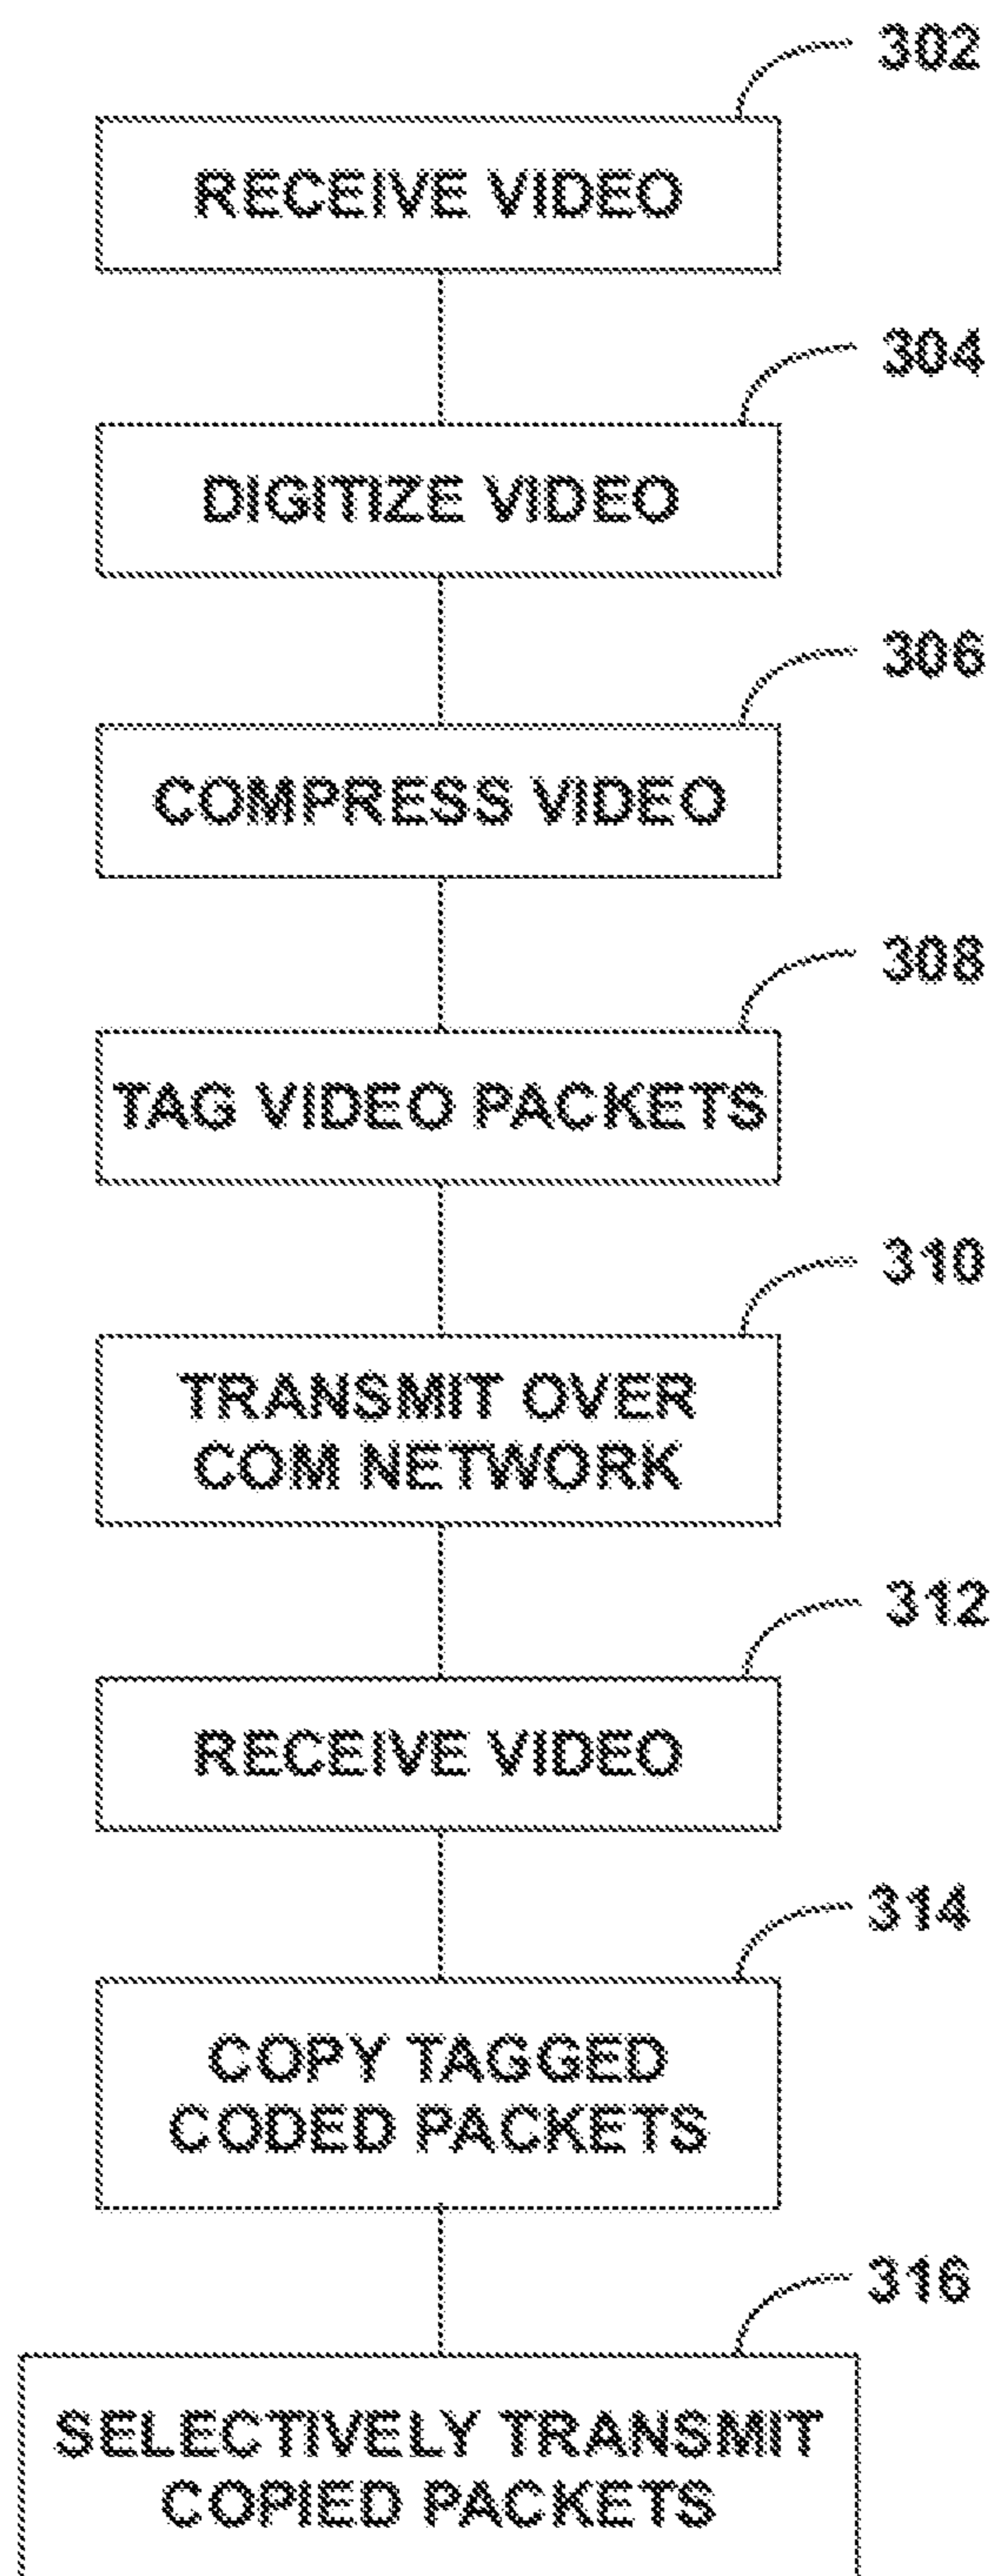 302
RECEIVE VIDEO
304
DIGITIZE VIDEO
306
COMPRESS VIDEO
308
TAG VIDEO PACKETS
310
TRANSMIT OVER
COM NETWORK
312
RECEIVE VIDEO
314
COPY TAGGED
CODED PACKETS
316
SELECTIVELY TRANSMIT
COPIED PACKETS